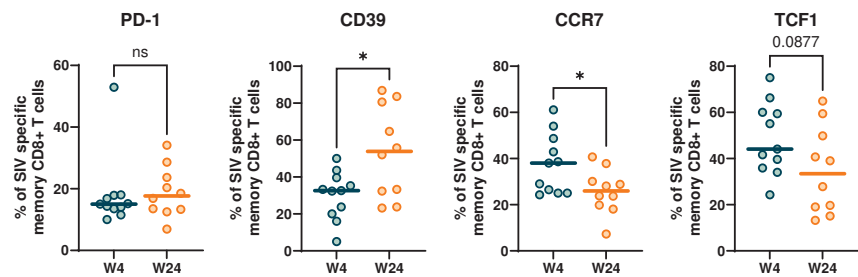 PD-1
% of SIV specific
memory CD8+ T cells
60
40
20
0
ns
W4 W24
CD39
% of SIV specific
memory CD8+ T cells
100
80
60
40
20
0
*
W4 W24
CCR7
% of SIV specific
memory CD8+ T cells
80
60
40
20
0
*
W4 W24
TCF1
% of SIV specific
memory CD8+ T cells
80
60
40
20
0
0.0877
W4 W24